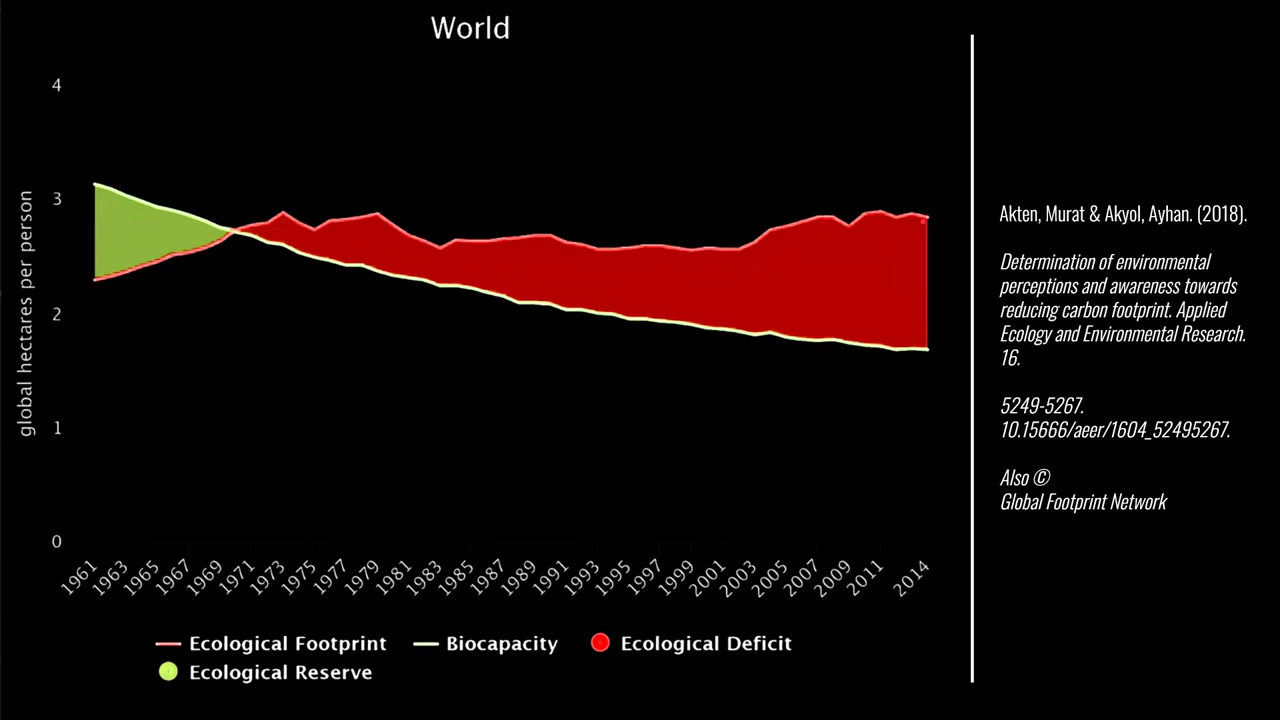 World
4
3
2
1
0
global hectares per person
1961
1963
1965
1967
1969
1971
1973
1975
1977
1979
1981
1983
1985
1987
1989
1991
1993
1995
1997
1999
2001
2003
2005
2007
2009
2011
2014
Ecological Footprint
Biocapacity
Ecological Deficit
Ecological Reserve
Akten, Murat & Akyol, Ayhan. (2018).
Determination of environmental
perceptions and awareness towards
reducing carbon footprint. Applied
Ecology and Environmental Research.
16.
5249-5267.
10.15666/aeer/1604_52495267.
Also ©
Global Footprint Network